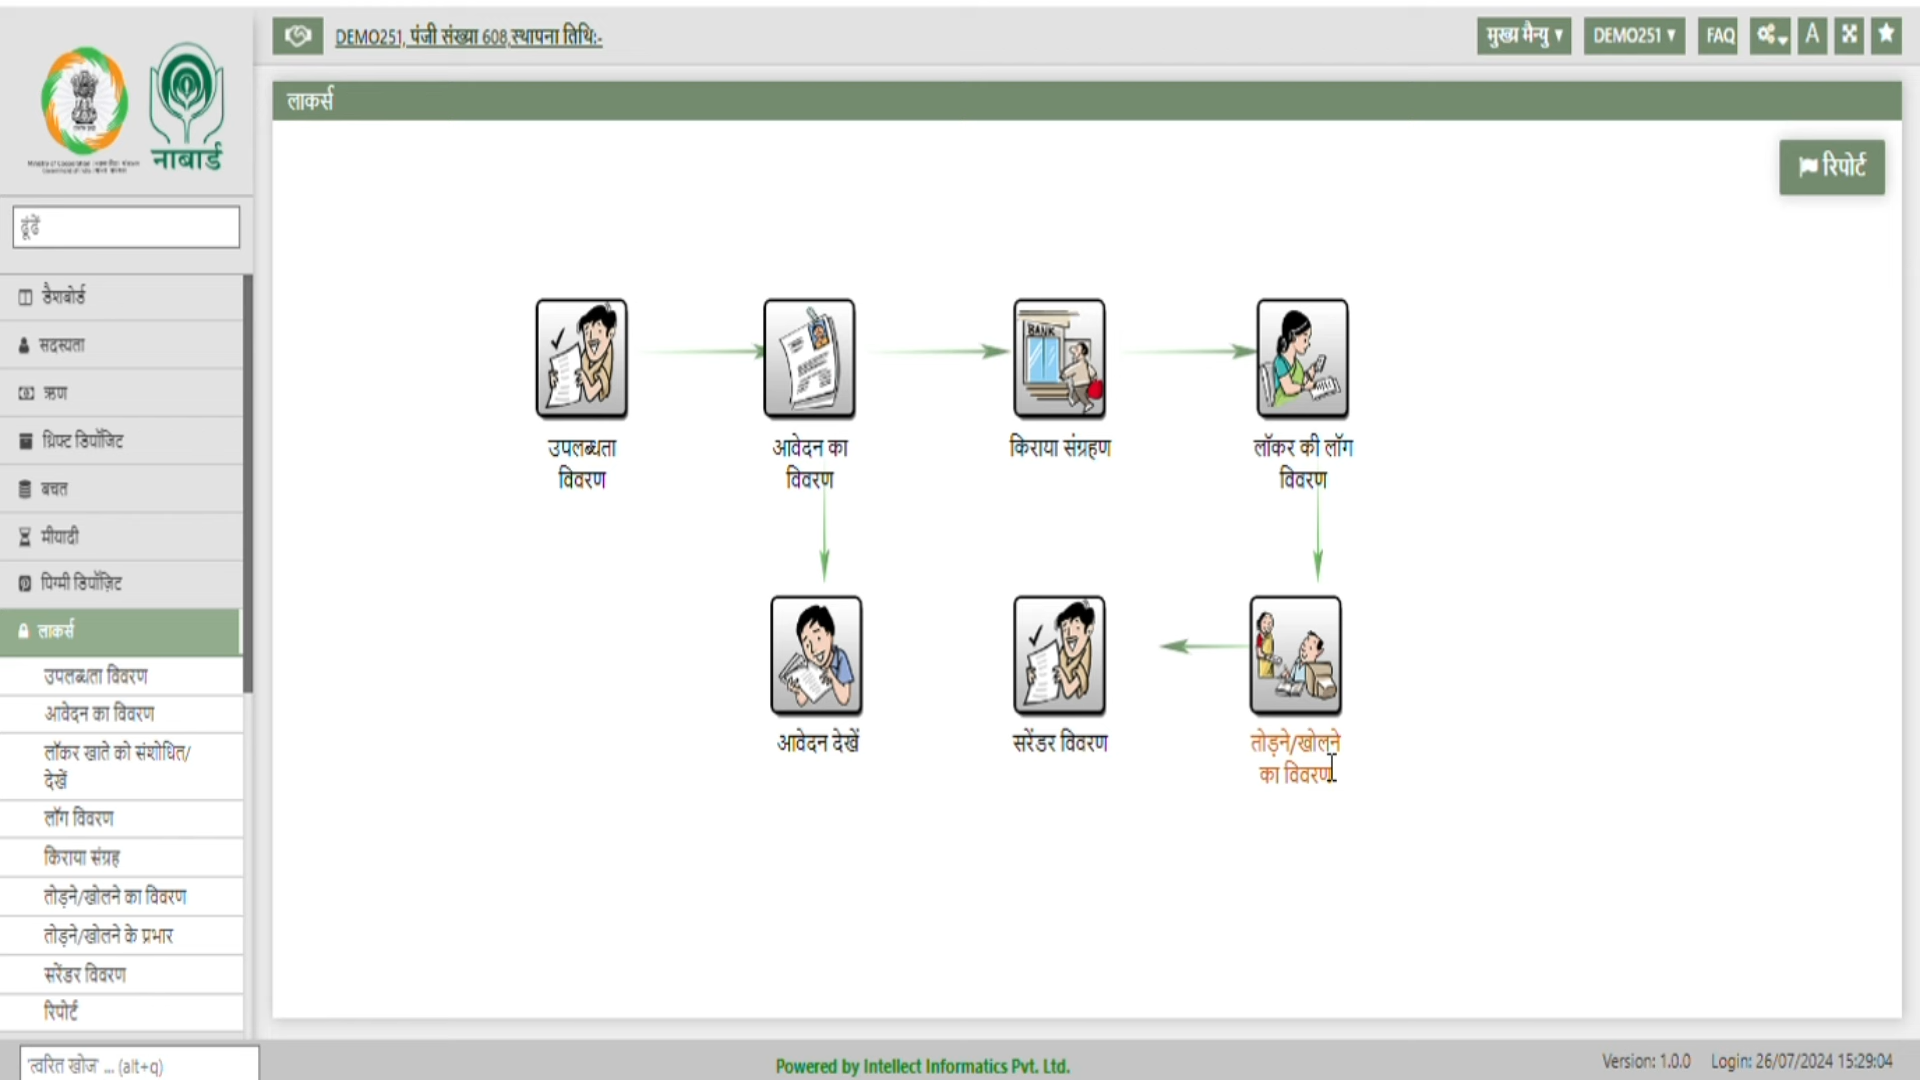 DEMO251, पंजी संख्या 608,स्थापना तिथि:-
मुख्य मैन्यु ▾
DEMO251 ▾
FAQ
A
नाबार्ड
लाकर्स
रिपोर्ट
ढूंढें
डैशबोर्ड
सदस्यता
ऋण
थ्रिफ्ट डिपॉजिट
बचत
मीयादी
पिग्मी डिपॉज़िट
लाकर्स
उपलब्धता विवरण
आवेदन का विवरण
लॉकर खाते को संशोधित/
देखें
लॉग विवरण
किराया संग्रह
तोड़ने/खोलने का विवरण
तोड़ने/खोलने के प्रभार
सरेंडर विवरण
रिपोर्ट
BANK
उपलब्धता
विवरण
आवेदन का
विवरण
किराया संग्रहण
लॉकर की लॉग
विवरण
आवेदन देखें
सरेंडर विवरण
तोड़ने/खोलने
का विवरण
'त्वरित खोज' ... (alt+q)
Powered by Intellect Informatics Pvt. Ltd.
Version: 1.0.0
Login: 26/07/2024 15:29:04